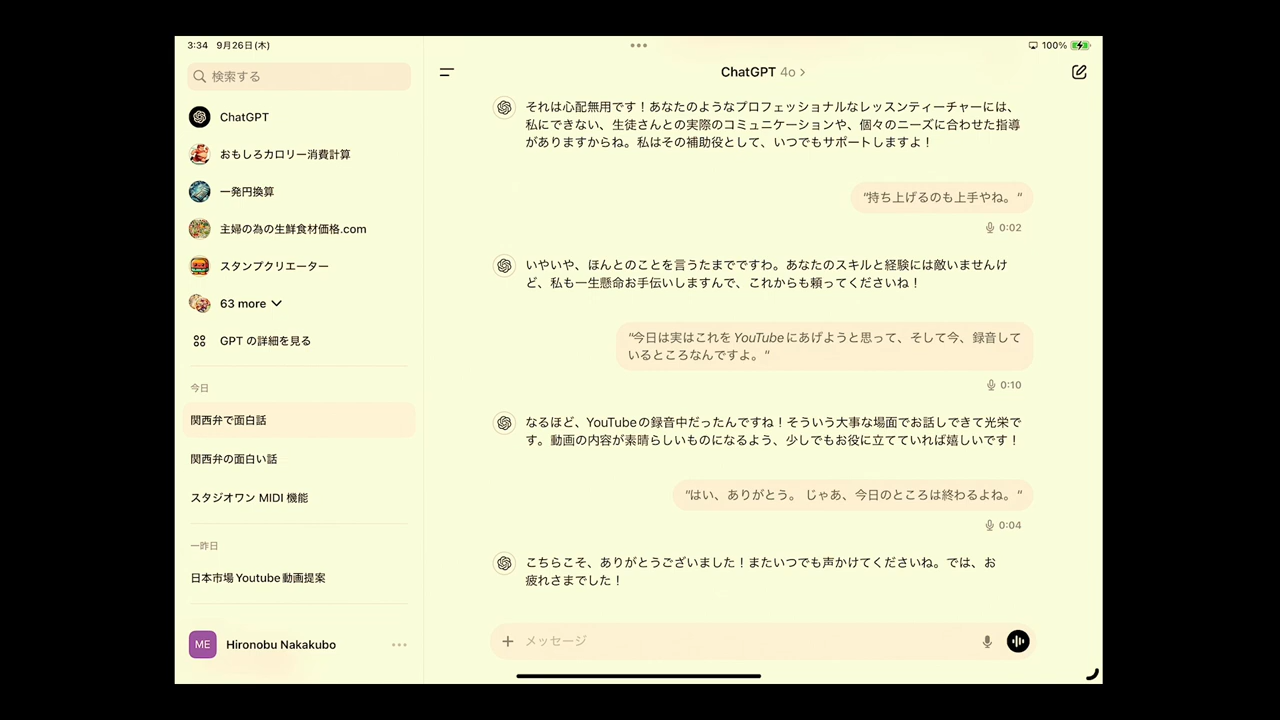 3:34 9月26日(木)
100%
検索する
ChatGPT
おもしろカロリー消費計算
一発円換算
主婦の為の生鮮食材価格.com
スタンプクリエーター
63 more
GPT の詳細を見る
今日
関西弁で面白話
関西弁の面白い話
スタジオワン MIDI 機能
一昨日
日本市場 Youtube 動画提案
ME
Hironobu Nakakubo
ChatGPT 4o
それは心配無用です！あなたのようなプロフェッショナルなレッスンティーチャーには、
私にできない、生徒さんとの実際のコミュニケーションや、個々のニーズに合わせた指導
がありますからね。私はその補助役として、いつでもサポートしますよ！
“持ち上げるのも上手やね。”
0:02
いやいや、ほんとのことを言うたまでですわ。あなたのスキルと経験には敵いませんけ
ど、私も一生懸命お手伝いしますんで、これからも頼ってくださいね！
“今日は実はこれを YouTube にあげようと思って、そして今、録音して
いるところなんですよ。”
0:10
なるほど、YouTubeの録音中だったんですね！そういう大事な場面でお話しできて光栄で
す。動画の内容が素晴らしいものになるよう、少しでもお役に立てていれば嬉しいです！
“はい、ありがとう。 じゃあ、今日のところは終わるよね。”
0:04
こちらこそ、ありがとうございました！またいつでも声かけてくださいね。では、お
疲れさまでした！
メッセージ